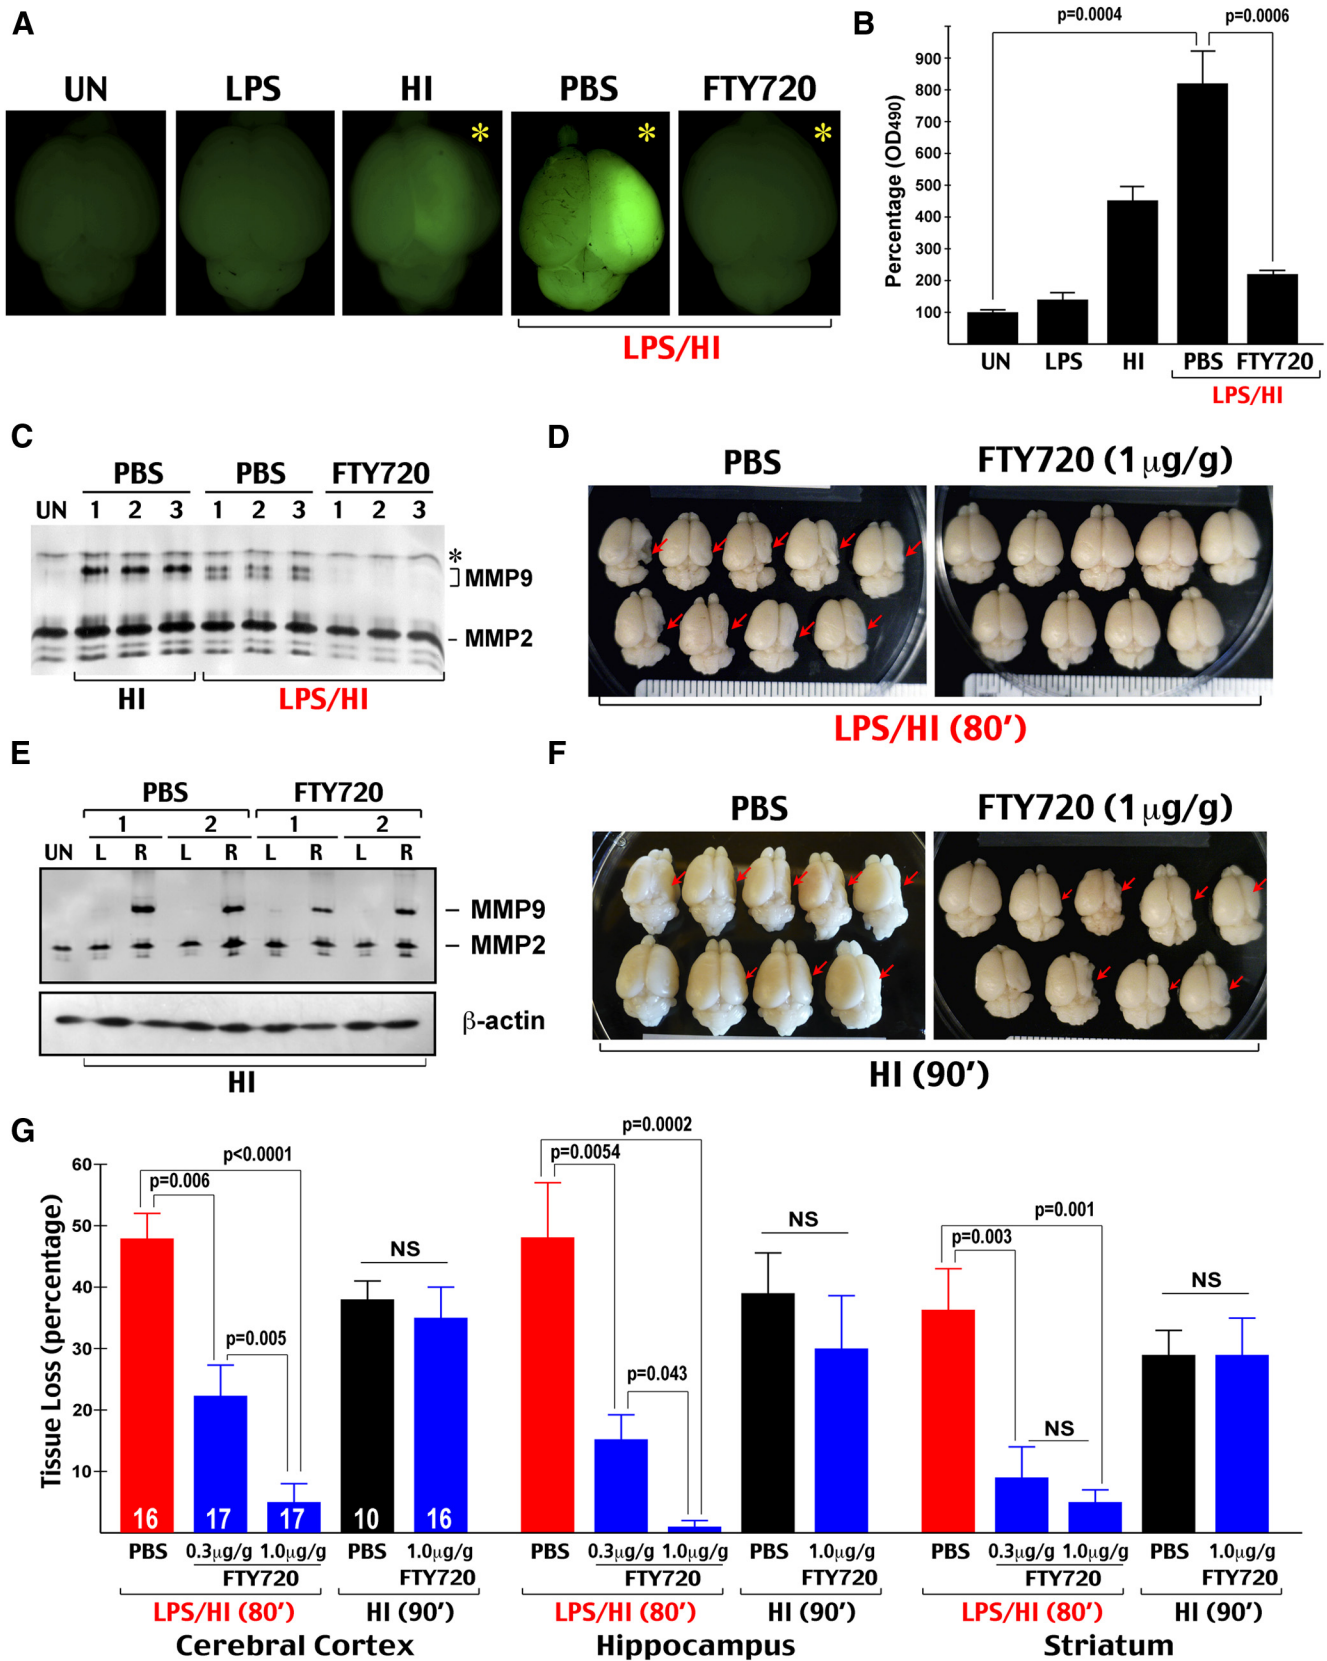 A
UN LPS HI PBS FTY720
* * *
LPS/HI
B
p=0.0004 p=0.0006
Percentage (OD490)
900
800
700
600
500
400
300
200
100
UN LPS HI PBS FTY720
LPS/HI
C
PBS PBS FTY720
UN 1 2 3 1 2 3 1 2 3
*
MMP9
MMP2
HI LPS/HI
D
PBS FTY720 (1μg/g)
LPS/HI (80′)
E
PBS FTY720
1 2 1 2
UN L R L R L R L R
MMP9
MMP2
β-actin
HI
F
PBS FTY720 (1μg/g)
HI (90′)
G
Tissue Loss (percentage)
60
50
40
30
20
10
p<0.0001
p=0.006
p=0.005
NS
16 17 17 10 16
PBS 0.3μg/g 1.0μg/g PBS 1.0μg/g
FTY720 FTY720
LPS/HI (80′) HI (90′)
Cerebral Cortex
p=0.0002
p=0.0054
p=0.043
NS
PBS 0.3μg/g 1.0μg/g PBS 1.0μg/g
FTY720 FTY720
LPS/HI (80′) HI (90′)
Hippocampus
p=0.001
p=0.003
NS
NS
PBS 0.3μg/g 1.0μg/g PBS 1.0μg/g
FTY720 FTY720
LPS/HI (80′) HI (90′)
Striatum